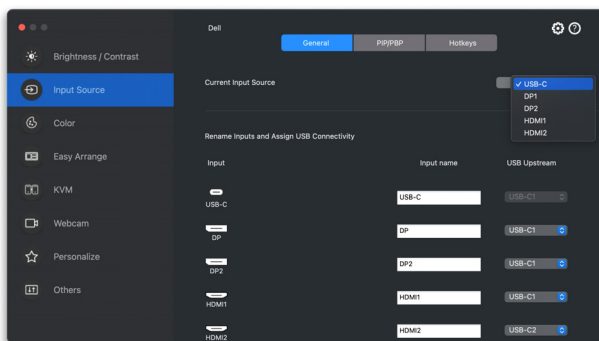 Dell
General
PIP/PBP
Hotkeys
Brightness / Contrast
Input Source
Color
Easy Arrange
KVM
Webcam
Personalize
Others
Current Input Source
✓ USB-C
DP1
DP2
HDMI1
HDMI2
Rename Inputs and Assign USB Connectivity
Input Input name USB Upstream
USB-C USB-C USB-C1
DP DP USB-C1
DP2 DP2 USB-C1
HDMI1 HDMI1 USB-C1
HDMI2 HDMI2 USB-C2